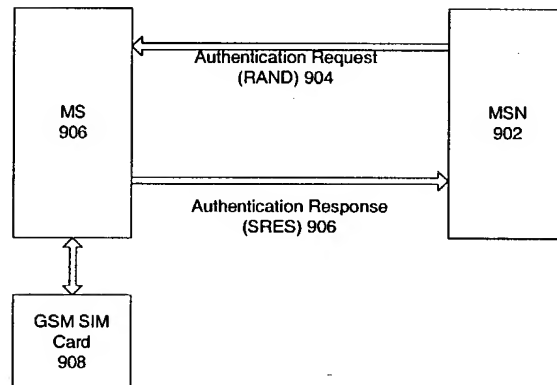 Authentication Request
(RAND) 904
MS
906
MSN
902
Authentication Response
(SRES) 906
GSM SIM
Card
908